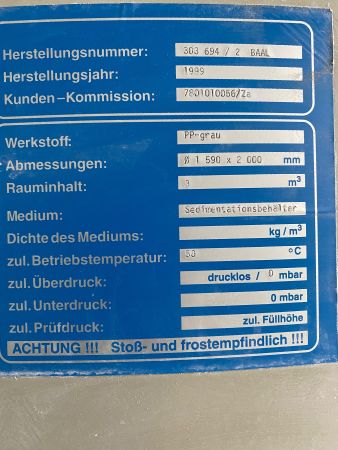 Herstellungsnummer: 303 694 / 2 BAAL
Herstellungsjahr: 1999
Kunden-Kommission: 7801010056/Za
Werkstoff: PP-grau
Abmessungen: Ø 1 590 x 2 000 mm
Rauminhalt: m³
Medium: Sedimentationsbehälter
Dichte des Mediums: kg/m³
zul. Betriebstemperatur: 50 °C
zul. Überdruck: drucklos / 0 mbar
zul. Unterdruck: 0 mbar
zul. Prüfdruck: zul. Füllhöhe
ACHTUNG !!! Stoß- und frostempfindlich !!!